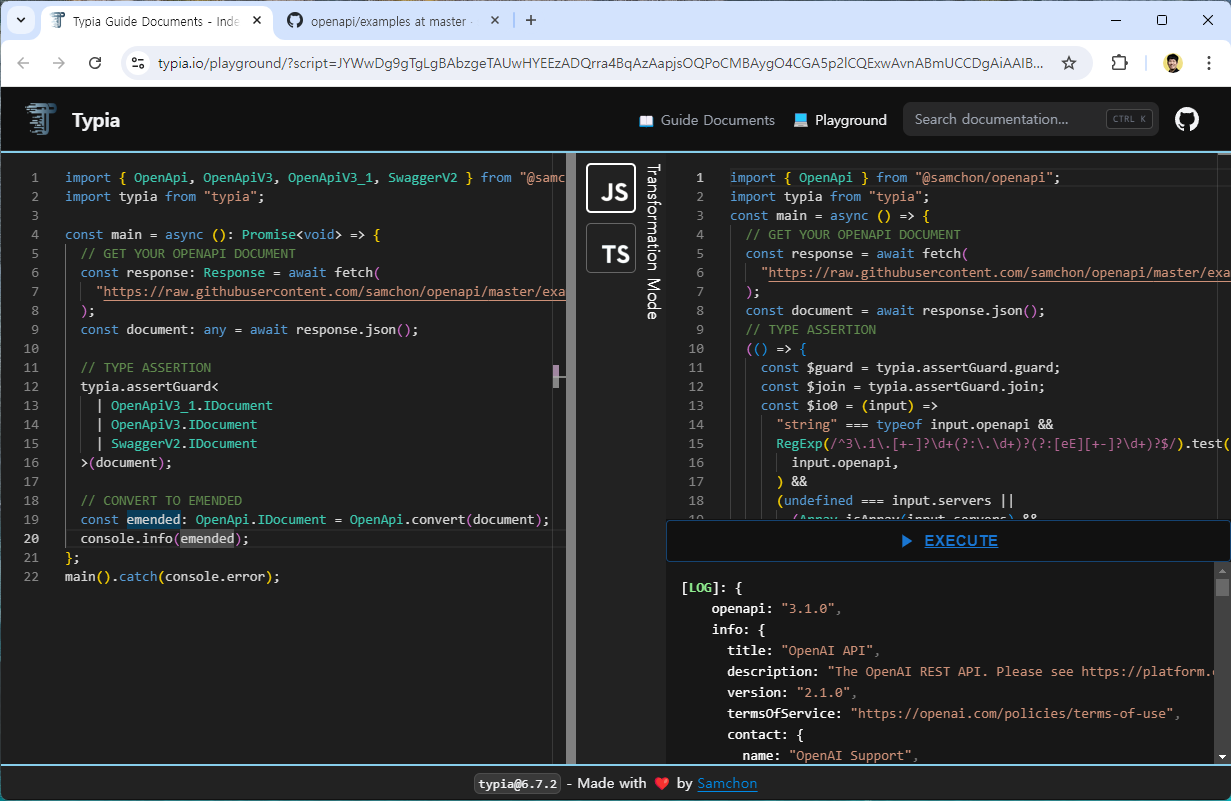 Typia Guide Documents - Inde
openapi/examples at master ·
typia.io/playground/?script=JYWwDg9gTgLgBAbzgeTAUwHYEEzADQrra4BqAzAapjsOQPoCMBAygO4CGA5p2lCQExwAvnABmUCCDgAiAAIB...
Typia
Guide Documents
Playground
Search documentation...
CTRL K
1 import { OpenApi, OpenApiV3, OpenApiV3_1, SwaggerV2 } from "@samc
2 import typia from "typia";
3
4 const main = async (): Promise<void> => {
5 // GET YOUR OPENAPI DOCUMENT
6 const response: Response = await fetch(
7 "https://raw.githubusercontent.com/samchon/openapi/master/exa
8 );
9 const document: any = await response.json();
10
11 // TYPE ASSERTION
12 typia.assertGuard<
13 | OpenApiV3_1.IDocument
14 | OpenApiV3.IDocument
15 | SwaggerV2.IDocument
16 >(document);
17
18 // CONVERT TO EMENDED
19 const emended: OpenApi.IDocument = OpenApi.convert(document);
20 console.info(emended);
21 };
22 main().catch(console.error);
JS
TS
Transformation Mode
1 import { OpenApi } from "@samchon/openapi";
2 import typia from "typia";
3 const main = async () => {
4 // GET YOUR OPENAPI DOCUMENT
5 const response = await fetch(
6 "https://raw.githubusercontent.com/samchon/openapi/master/exa
7 );
8 const document = await response.json();
9 // TYPE ASSERTION
10 (() => {
11 const $guard = typia.assertGuard.guard;
12 const $join = typia.assertGuard.join;
13 const $io0 = (input) =>
14 "string" === typeof input.openapi &&
15 RegExp(/^3\.1\.[+-]?\d+(?:\.\d+)?(?:[eE][+-]?\d+)?$/).test(
16 input.openapi,
17 ) &&
18 (undefined === input.servers ||
19 (Array.isArray(input.servers) &&
EXECUTE
[LOG]: {
openapi: "3.1.0",
info: {
title: "OpenAI API",
description: "The OpenAI REST API. Please see https://platform.
version: "2.1.0",
termsOfService: "https://openai.com/policies/terms-of-use",
contact: {
name: "OpenAI Support",
typia@6.7.2 - Made with ❤️ by Samchon